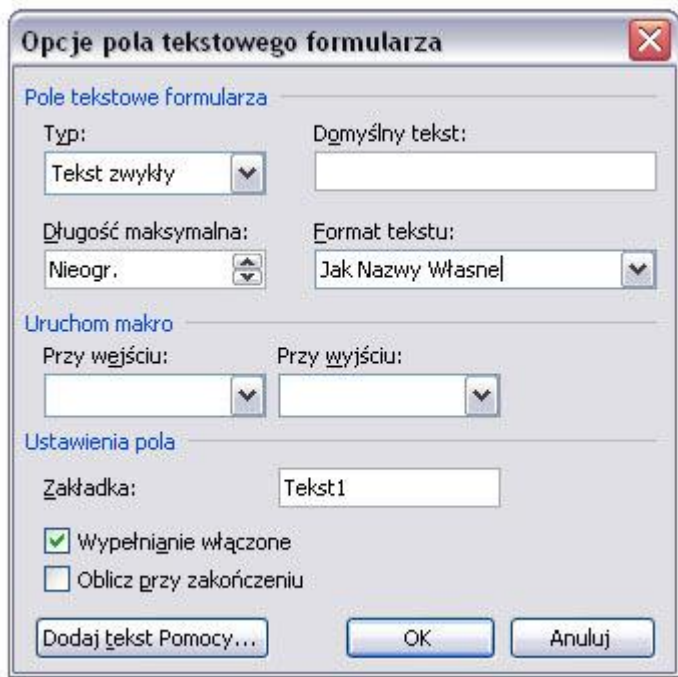 Opcje pola tekstowego formularza
Pole tekstowe formularza
Typ: Domyślny tekst:
Tekst zwykły
Długość maksymalna: Format tekstu:
Nieogr. Jak Nazwy Własne
Uruchom makro
Przy wejściu: Przy wyjściu:
Ustawienia pola
Zakładka: Tekst1
Wypełnianie włączone
Oblicz przy zakończeniu
Dodaj tekst Pomocy... OK Anuluj